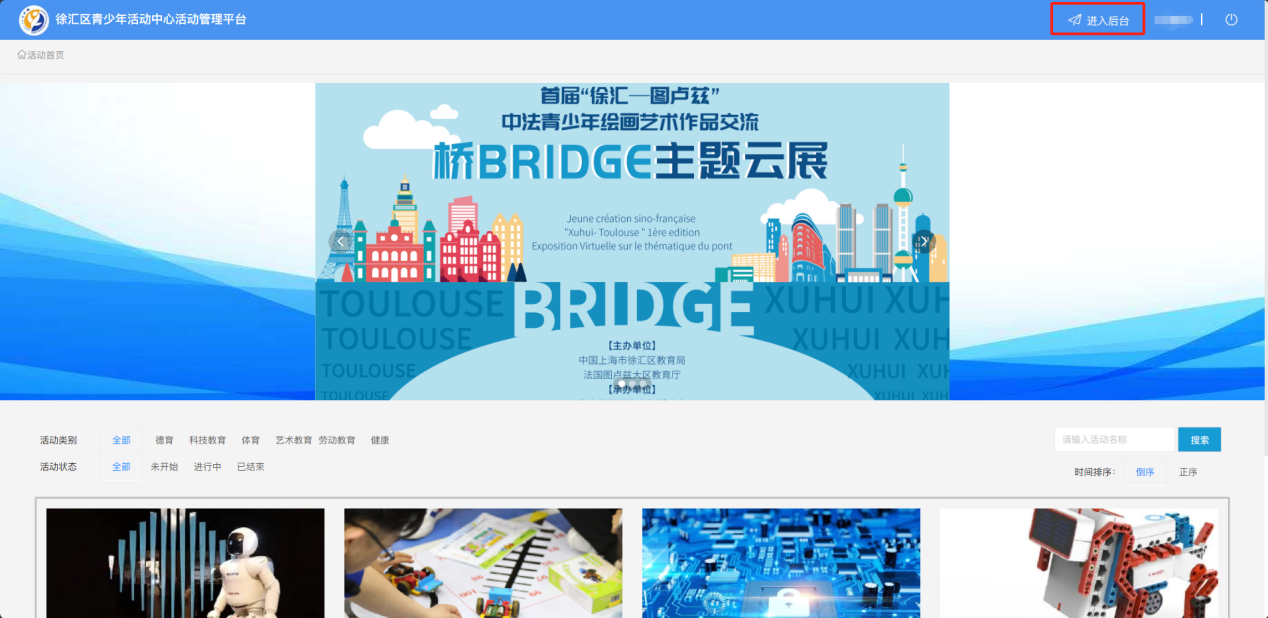 徐汇区青少年活动中心活动管理平台
进入后台
活动首页
首届“徐汇—图卢兹”
中法青少年绘画艺术作品交流
桥BRIDGE主题云展
Jeune création sino-française
"Xuhui- Toulouse " 1ère edition
Exposition Virtuelle sur le thématique du pont
BRIDGE
TOULOUSE
XUHUI XUH
TOULOUSE
XUHUI XUH
TOULOUSE
XUHUI XUH
TOULOUSE
XUHUI XUH
【主办单位】
中国上海市徐汇区教育局
法国图卢兹大区教育厅
【承办单位】
活动类别 全部 德育 科技教育 体育 艺术教育 劳动教育 健康
请输入活动名称 搜索
活动状态 全部 未开始 进行中 已结束
时间排序： 倒序 正序